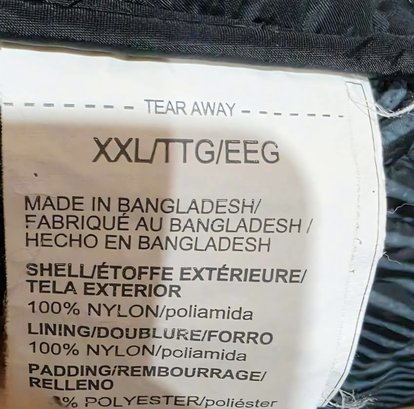 TEAR AWAY
XXL/TTG/EEG
MADE IN BANGLADESH/
FABRIQUÉ AU BANGLADESH /
HECHO EN BANGLADESH
SHELL/ÉTOFFE EXTÉRIEURE/
TELA EXTERIOR
100% NYLON/poliamida
LINING/DOUBLURE/FORRO
100% NYLON/poliamida
PADDING/REMBOURRAGE/
RELLENO
% POLYESTER/poliéster